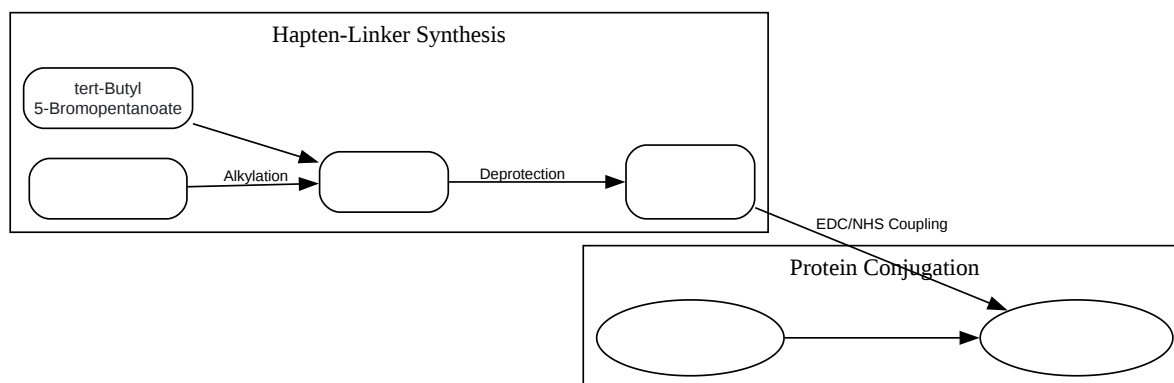 Hapten-Linker Synthesis
tert-Butyl
5-Bromopentanoate
Alkylation
Deprotection
EDC/NHS Coupling
Protein Conjugation